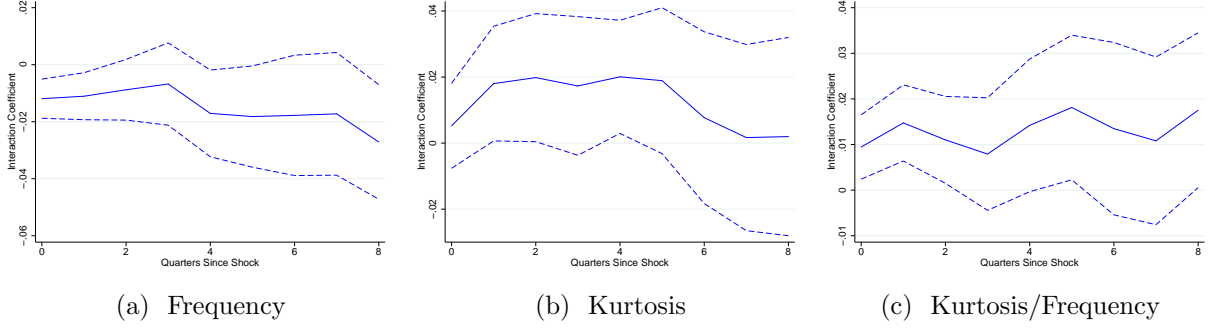 .02
0
-.02
-.04
-.06
Interaction Coefficient
0 2 4 6 8
Quarters Since Shock
(a) Frequency
.04
.02
0
-.02
Interaction Coefficient
0 2 4 6 8
Quarters Since Shock
(b) Kurtosis
.04
.03
.02
.01
0
-.01
Interaction Coefficient
0 2 4 6 8
Quarters Since Shock
(c) Kurtosis/Frequency